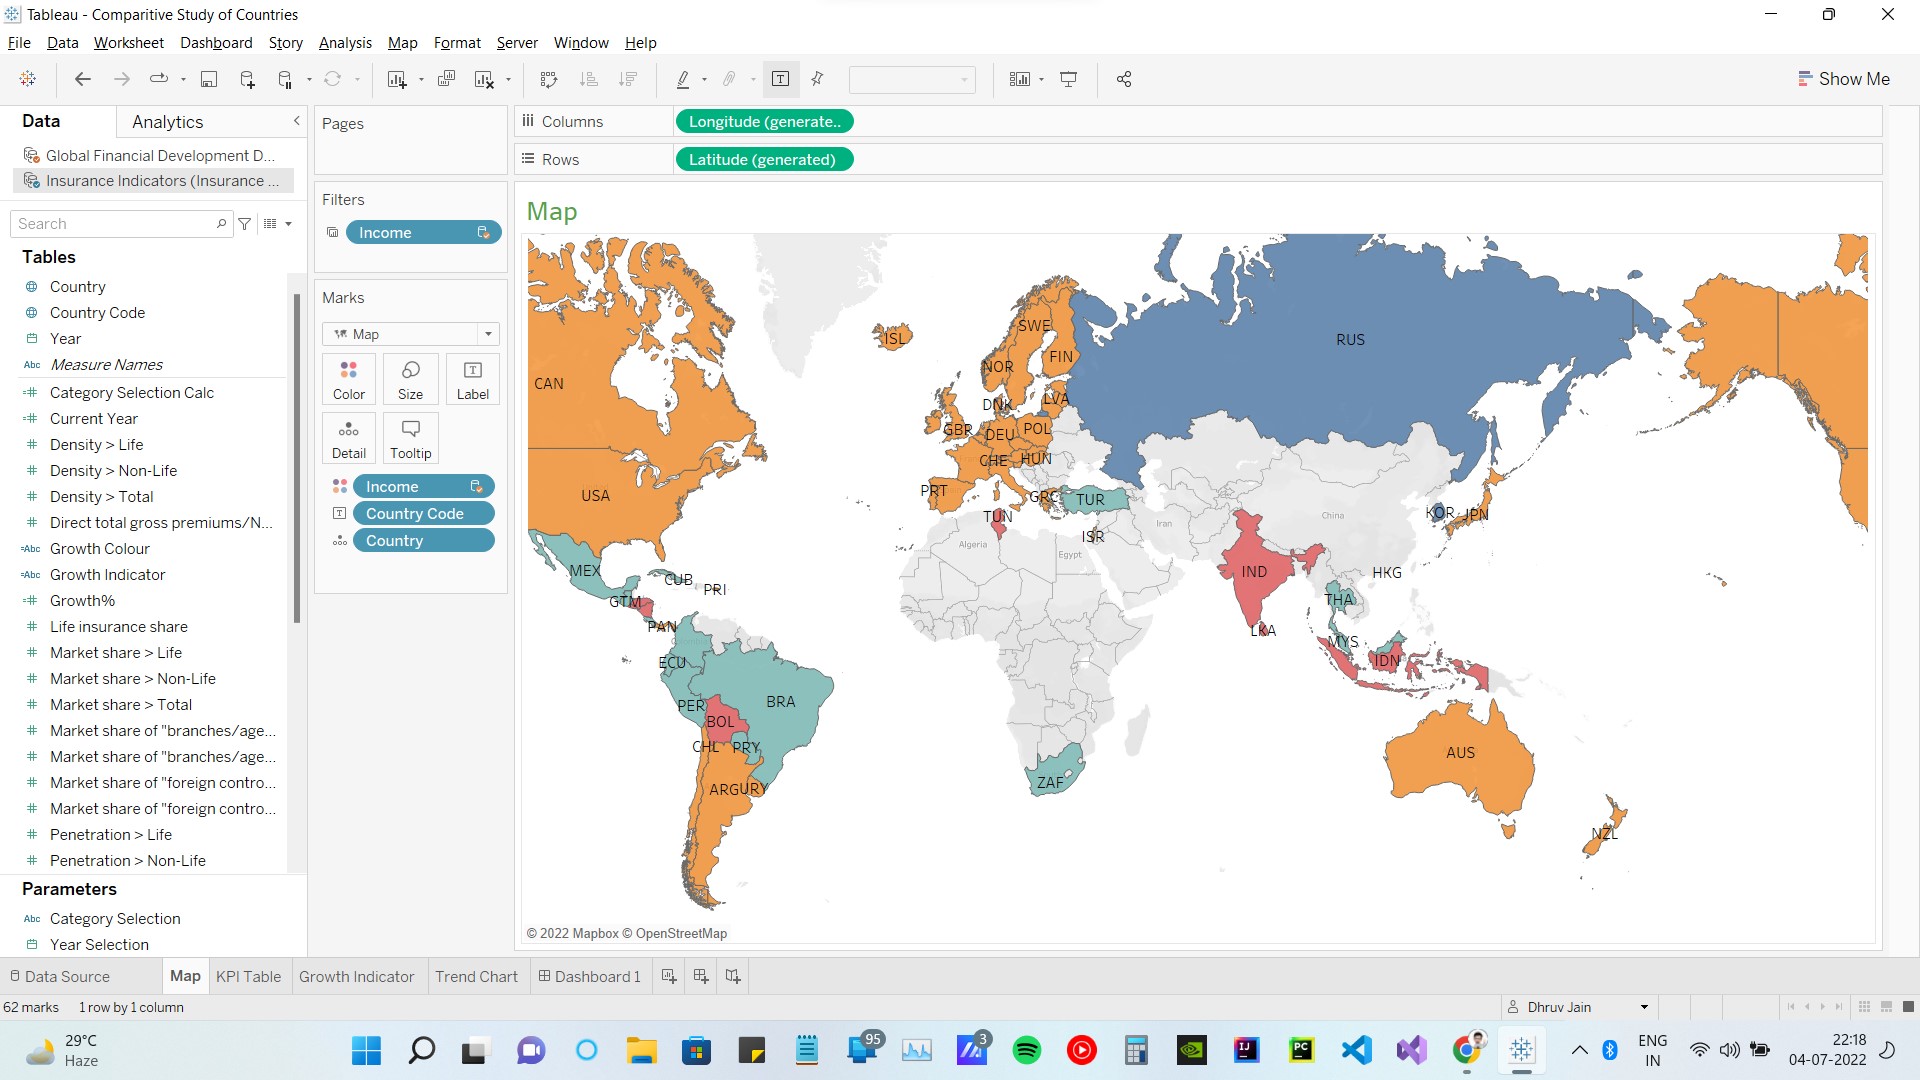 Tableau - Comparitive Study of Countries
File Data Worksheet Dashboard Story Analysis Map Format Server Window Help
Show Me
Data Analytics
Global Financial Development D...
Insurance Indicators (Insurance ...
Search
Tables
Country
Country Code
Year
Abc Measure Names
Category Selection Calc
Current Year
Density > Life
Density > Non-Life
Density > Total
Direct total gross premiums/N...
=Abc Growth Colour
=Abc Growth Indicator
Growth%
Life insurance share
Market share > Life
Market share > Non-Life
Market share > Total
Market share of "branches/age...
Market share of "branches/age...
Market share of "foreign contro...
Market share of "foreign contro...
Penetration > Life
Penetration > Non-Life
Parameters
Abc Category Selection
Year Selection
Pages
Filters
Income
Marks
Map
Color Size Label
Detail Tooltip
Income
Country Code
Country
Columns Longitude (generate..
Rows Latitude (generated)
Map
RUS
ISL SWE
NOR FIN
CAN
DNK LVA
GBR DEU POL
CHE HUN
USA PRT GRC TUR
TUN KOR JPN
China
Iran
Algeria ISR
Egypt
MEX CUB PRI IND HKG
GTM THA
PAN LKA
MYS
ECU IDN
PER BRA
BOL
CHL PRY AUS
ARG URY ZAF
NZL
© 2022 Mapbox © OpenStreetMap
Data Source Map KPI Table Growth Indicator Trend Chart Dashboard 1
62 marks 1 row by 1 column Dhruv Jain
29°C
Haze
95
3
IJ
PC
ENG
IN
22:18
04-07-2022